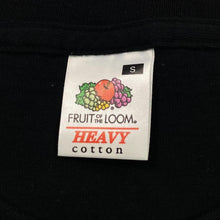 S
FRUIT OF THE LOOM®
HEAVY
cotton